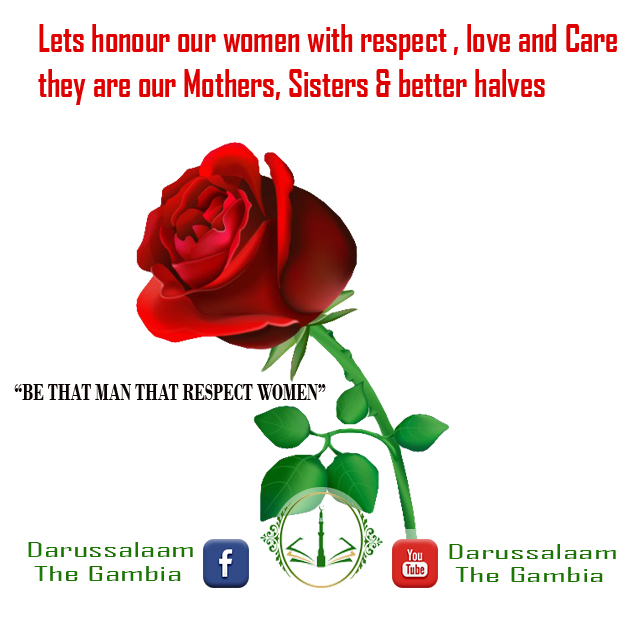 Lets honour our women with respect , love and Care
they are our Mothers, Sisters & better halves
“BE THAT MAN THAT RESPECT WOMEN”
Darussalaam
The Gambia
f
You
Tube
Darussalaam
The Gambia